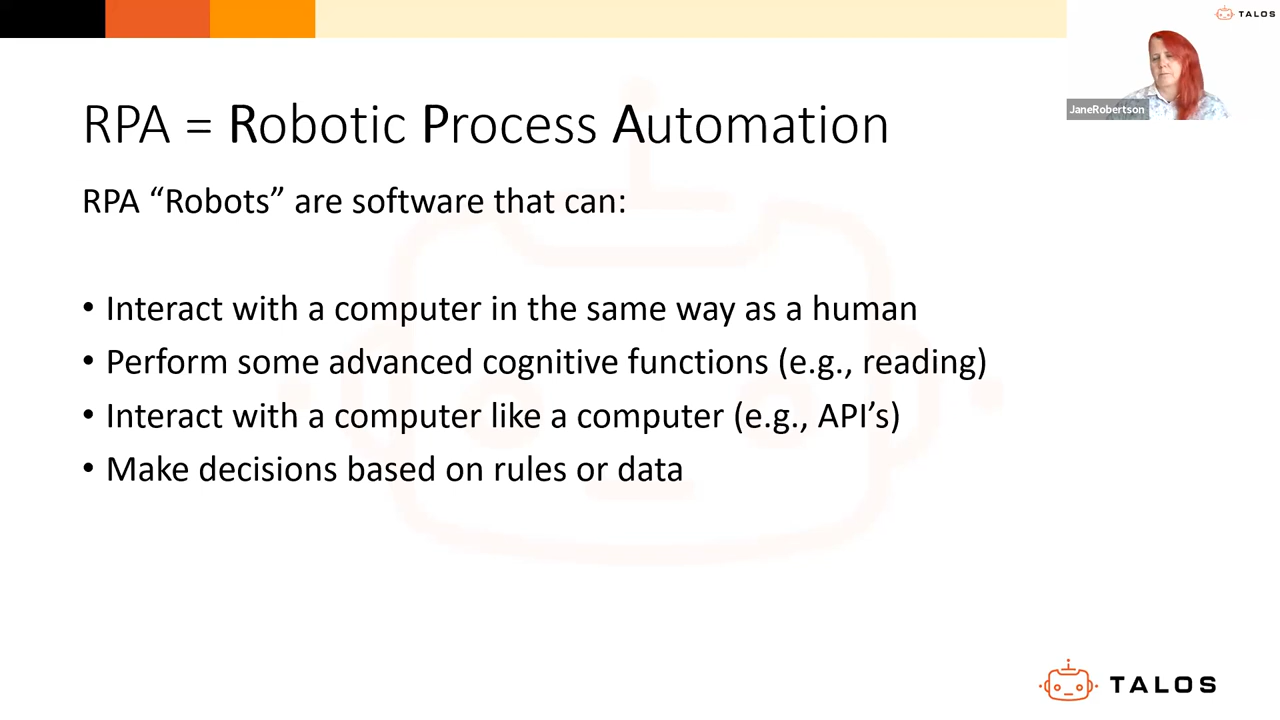 TALOS
JaneRobertson
RPA = Robotic Process Automation
RPA “Robots” are software that can:
• Interact with a computer in the same way as a human
• Perform some advanced cognitive functions (e.g., reading)
• Interact with a computer like a computer (e.g., API’s)
• Make decisions based on rules or data
TALOS